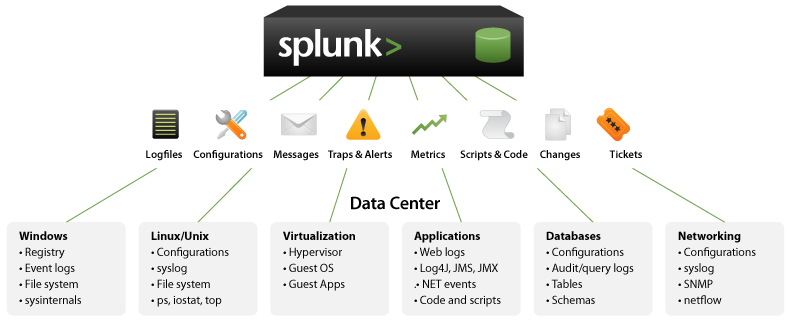 splunk>
Logfiles Configurations Messages Traps & Alerts Metrics Scripts & Code Changes Tickets
Data Center
Windows
• Registry
• Event logs
• File system
• sysinternals
Linux/Unix
• Configurations
• syslog
• File system
• ps, iostat, top
Virtualization
• Hypervisor
• Guest OS
• Guest Apps
Applications
• Web logs
• Log4J, JMS, JMX
.• NET events
• Code and scripts
Databases
• Configurations
• Audit/query logs
• Tables
• Schemas
Networking
• Configurations
• syslog
• SNMP
• netflow